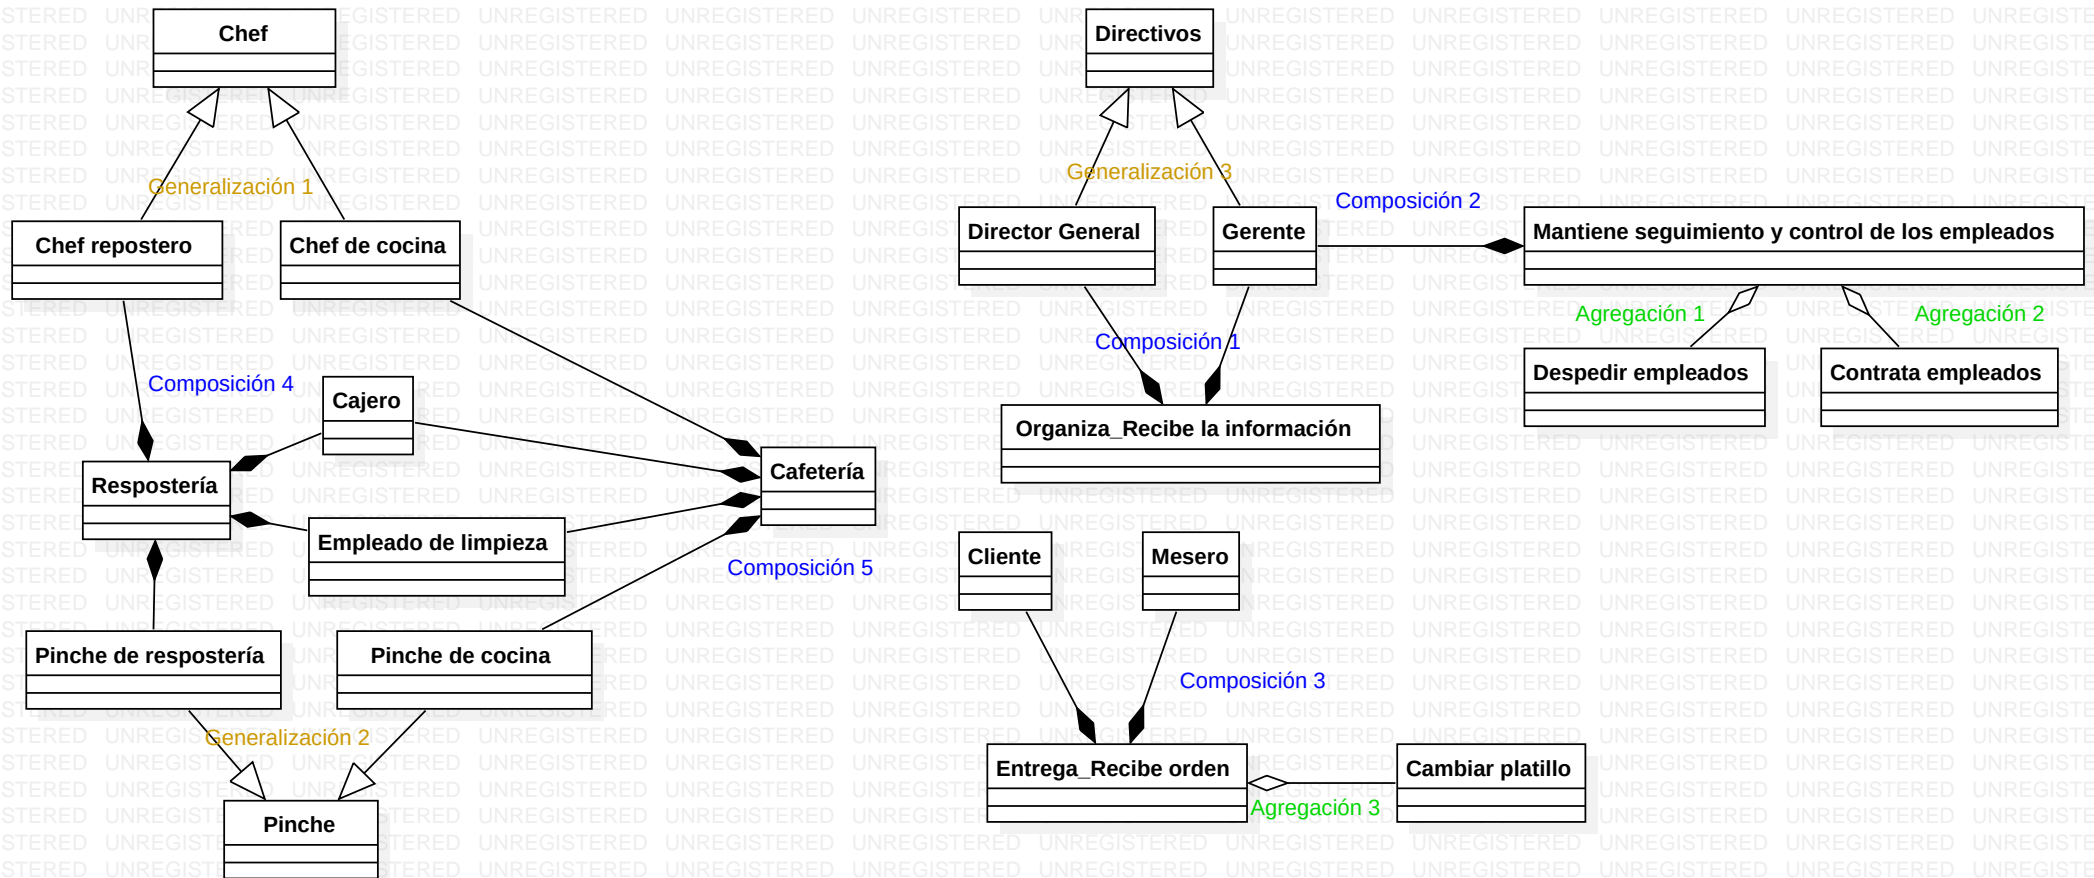 Chef
Directivos
Generalización 1
Generalización 3
Composición 2
Chef repostero
Chef de cocina
Director General
Gerente
Mantiene seguimiento y control de los empleados
Agregación 1
Agregación 2
Composición 1
Composición 4
Cajero
Despedir empleados
Contrata empleados
Organiza_Recibe la información
Respostería
Cafetería
Empleado de limpieza
Composición 5
Cliente
Mesero
Pinche de respostería
Pinche de cocina
Composición 3
Generalización 2
Entrega_Recibe orden
Cambiar platillo
Agregación 3
Pinche
UNREGISTERED